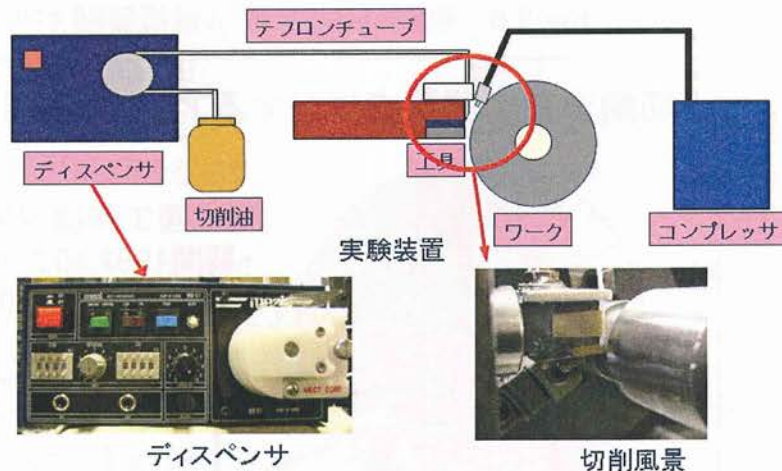 テフロンチューブ
ディスペンサ
切削油
工具
ワーク
コンプレッサ
実験装置
NECT CORP.
ディスペンサ
切削風景